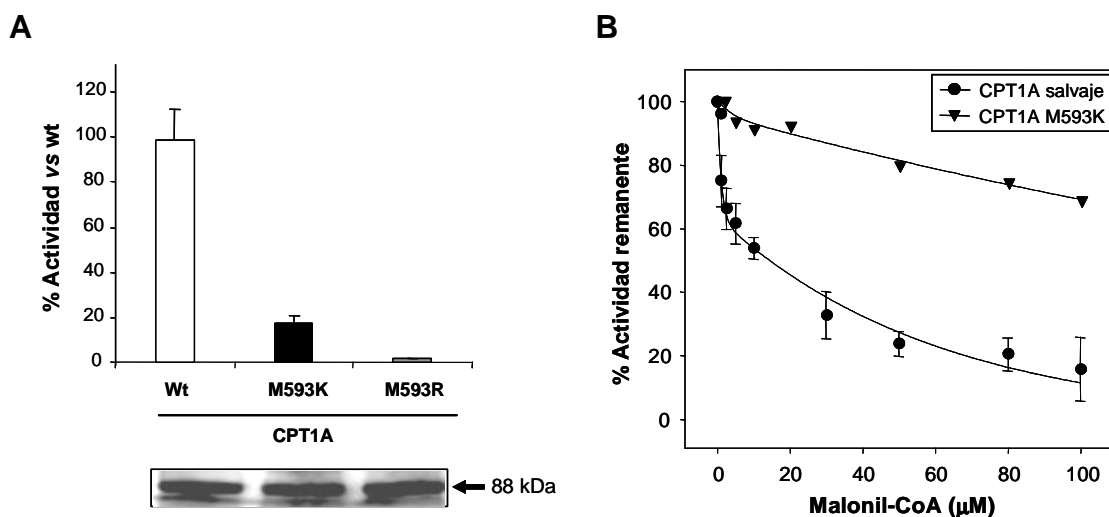 A
% Actividad vs wt
120
100
80
60
40
20
0
Wt M593K M593R
CPT1A
88 kDa
B
% Actividad remanente
100
80
60
40
20
0
CPT1A salvaje
CPT1A M593K
0 20 40 60 80 100
Malonil-CoA (μM)